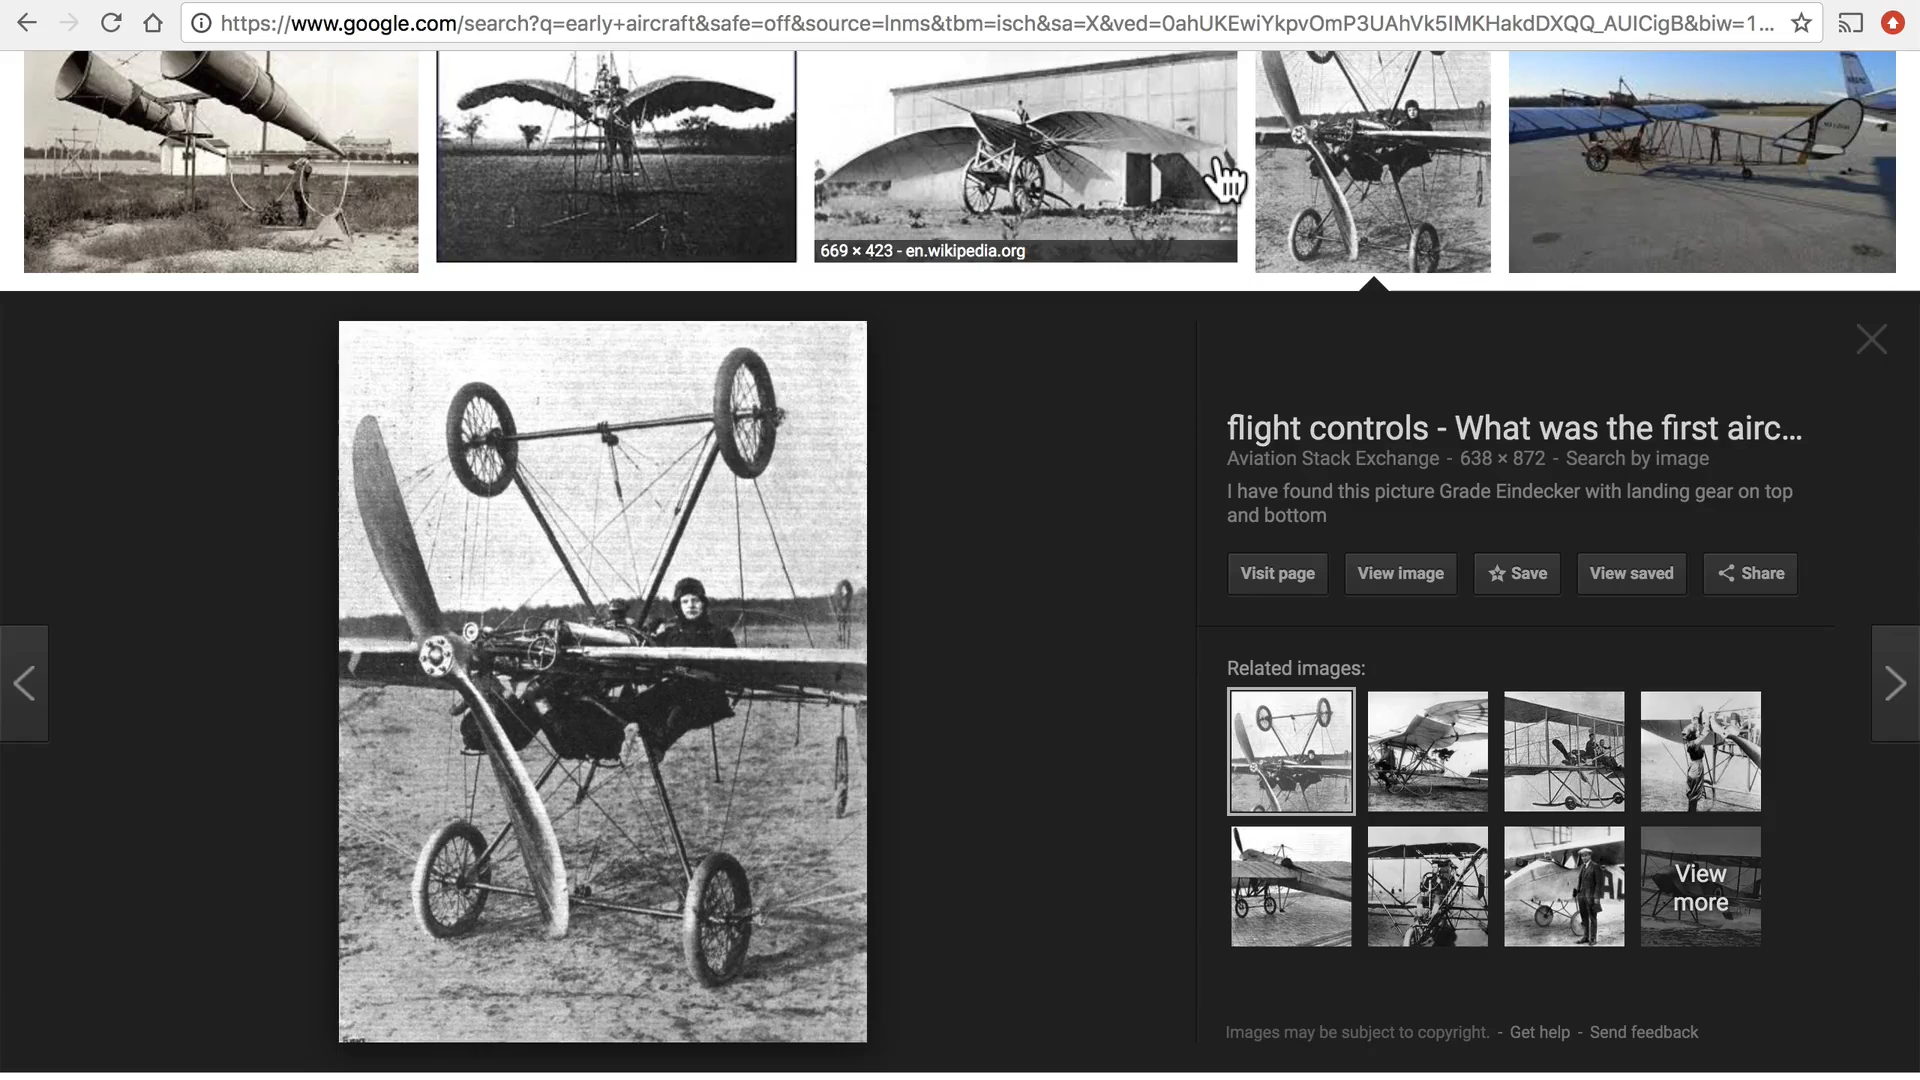 https://www.google.com/search?q=early+aircraft&safe=off&source=lnms&tbm=isch&sa=X&ved=0ahUKEwiYkpvOmP3UAhVk5IMKHakdDXQQ_AUICigB&biw=1...
669 × 423 - en.wikipedia.org
flight controls - What was the first airc...
Aviation Stack Exchange - 638 × 872 - Search by image
I have found this picture Grade Eindecker with landing gear on top
and bottom
Visit page
View image
Save
View saved
Share
Related images:
View
more
Images may be subject to copyright. - Get help - Send feedback